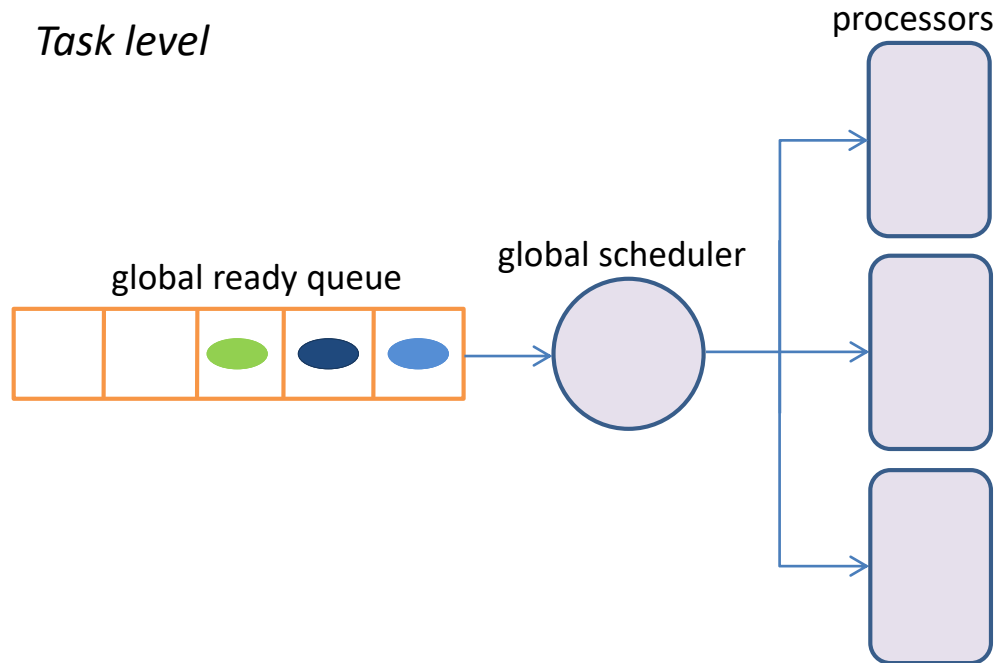 Task level
processors
global scheduler
global ready queue